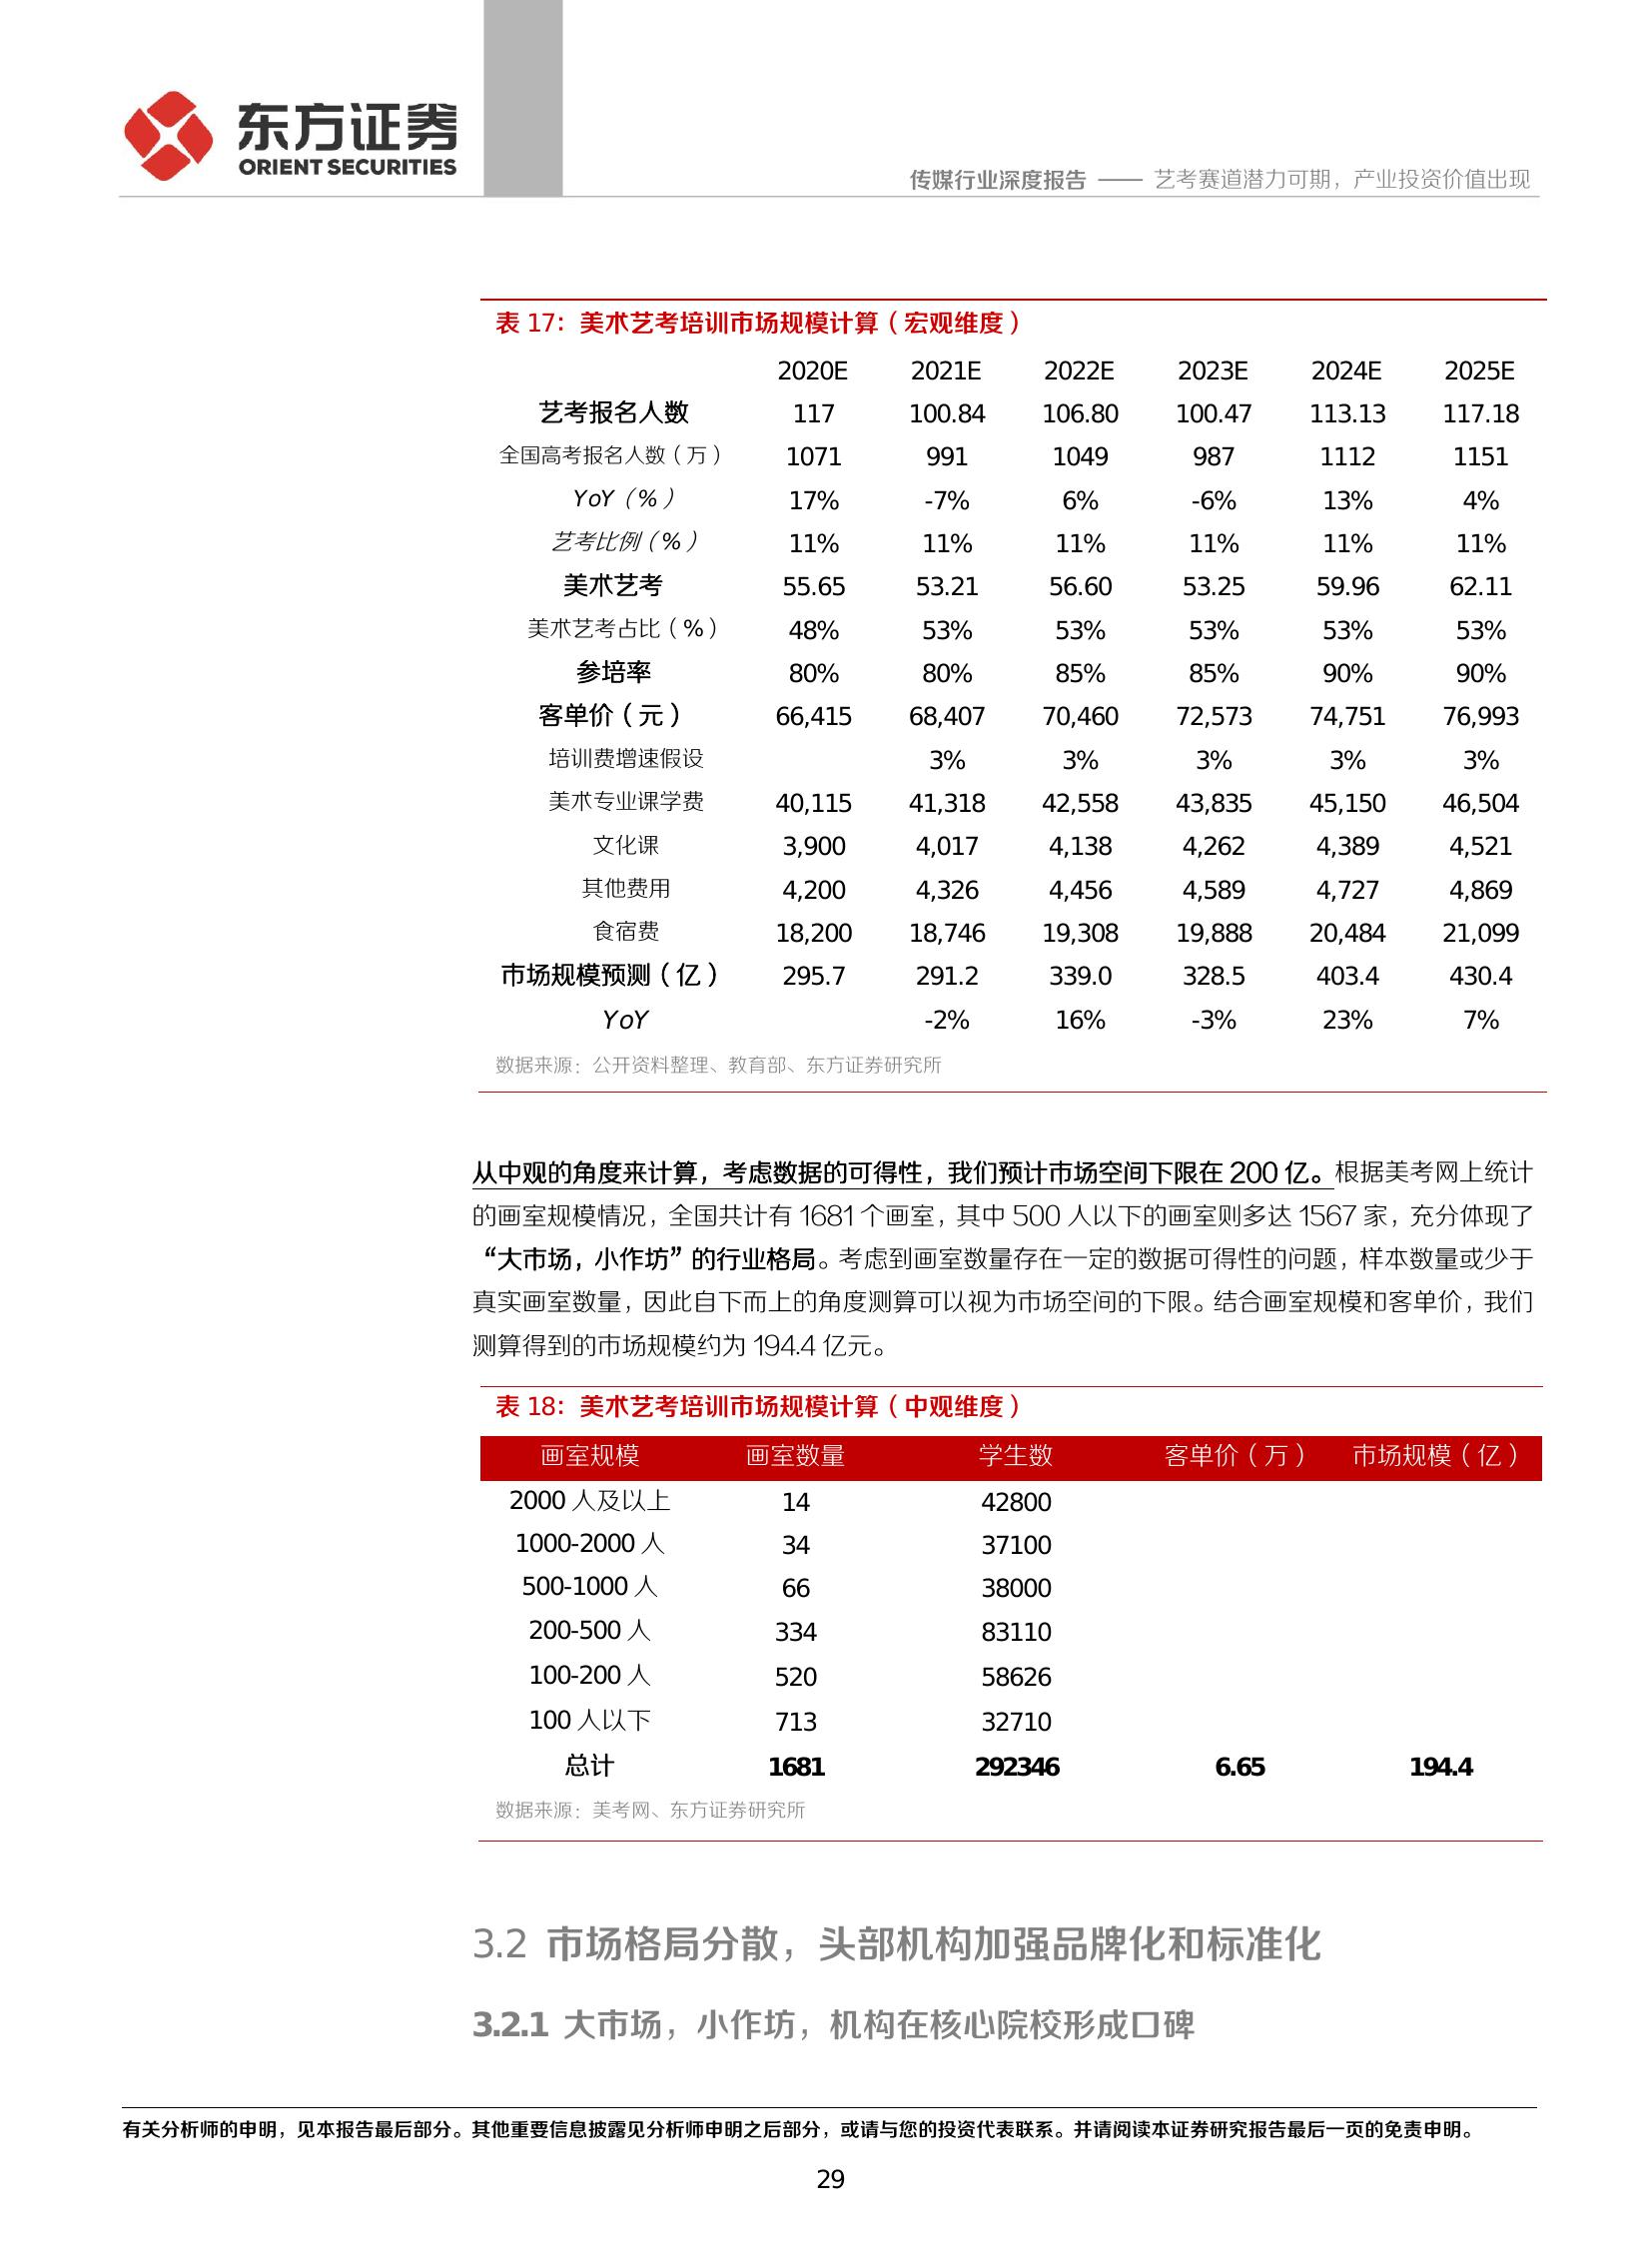 东方证券
ORIENT SECURITIES
传媒行业深度报告 —— 艺考赛道潜力可期，产业投资价值出现
表 17：美术艺考培训市场规模计算（宏观维度）
2020E 2021E 2022E 2023E 2024E 2025E
艺考报名人数 117 100.84 106.80 100.47 113.13 117.18
全国高考报名人数（万） 1071 991 1049 987 1112 1151
YoY（%） 17% -7% 6% -6% 13% 4%
艺考比例（%） 11% 11% 11% 11% 11% 11%
美术艺考 55.65 53.21 56.60 53.25 59.96 62.11
美术艺考占比（%） 48% 53% 53% 53% 53% 53%
参培率 80% 80% 85% 85% 90% 90%
客单价（元） 66,415 68,407 70,460 72,573 74,751 76,993
培训费增速假设 3% 3% 3% 3% 3%
美术专业课学费 40,115 41,318 42,558 43,835 45,150 46,504
文化课 3,900 4,017 4,138 4,262 4,389 4,521
其他费用 4,200 4,326 4,456 4,589 4,727 4,869
食宿费 18,200 18,746 19,308 19,888 20,484 21,099
市场规模预测（亿） 295.7 291.2 339.0 328.5 403.4 430.4
YoY -2% 16% -3% 23% 7%
数据来源：公开资料整理、教育部、东方证券研究所
从中观的角度来计算，考虑数据的可得性，我们预计市场空间下限在 200 亿。根据美考网上统计
的画室规模情况，全国共计有 1681 个画室，其中 500 人以下的画室则多达 1567 家，充分体现了
“大市场，小作坊”的行业格局。考虑到画室数量存在一定的数据可得性的问题，样本数量或少于
真实画室数量，因此自下而上的角度测算可以视为市场空间的下限。结合画室规模和客单价，我们
测算得到的市场规模约为 194.4 亿元。
表 18：美术艺考培训市场规模计算（中观维度）
画室规模 画室数量 学生数 客单价（万） 市场规模（亿）
2000 人及以上 14 42800
1000-2000 人 34 37100
500-1000 人 66 38000
200-500 人 334 83110
100-200 人 520 58626
100 人以下 713 32710
总计 1681 292346 6.65 194.4
数据来源：美考网、东方证券研究所
3.2 市场格局分散，头部机构加强品牌化和标准化
3.2.1 大市场，小作坊，机构在核心院校形成口碑
有关分析师的申明，见本报告最后部分。其他重要信息披露见分析师申明之后部分，或请与您的投资代表联系。并请阅读本证券研究报告最后一页的免责申明。
29